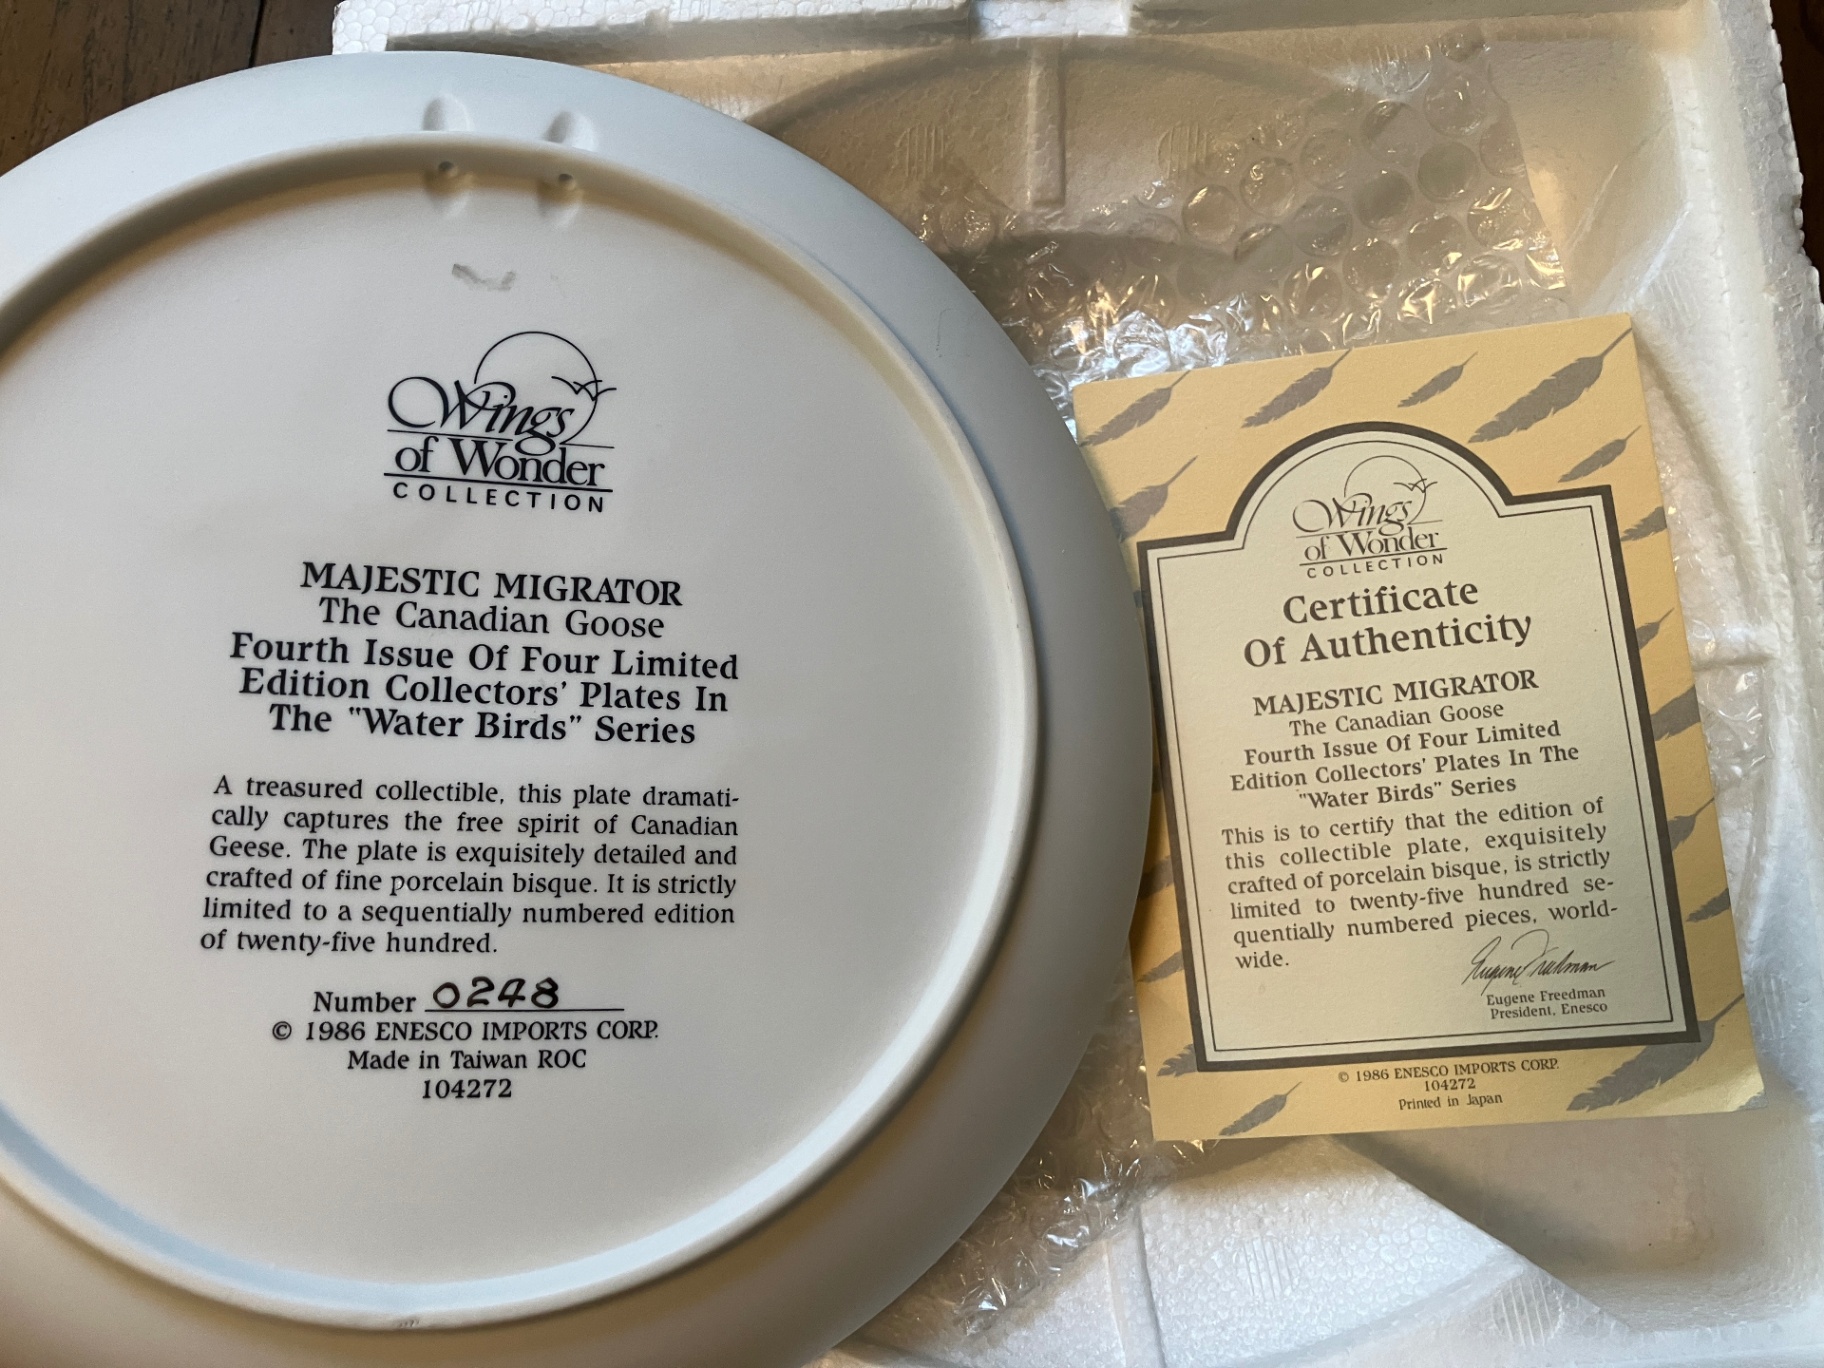 Wings
of Wonder
COLLECTION
MAJESTIC MIGRATOR
The Canadian Goose
Fourth Issue Of Four Limited
Edition Collectors' Plates In
The "Water Birds" Series
A treasured collectible, this plate dramati-
cally captures the free spirit of Canadian
Geese. The plate is exquisitely detailed and
crafted of fine porcelain bisque. It is strictly
limited to a sequentially numbered edition
of twenty-five hundred.
Number 0248
© 1986 ENESCO IMPORTS CORP.
Made in Taiwan ROC
104272
Wings
of Wonder
COLLECTION
Certificate
Of Authenticity
MAJESTIC MIGRATOR
The Canadian Goose
Fourth Issue Of Four Limited
Edition Collectors' Plates In The
"Water Birds" Series
This is to certify that the edition of
this collectible plate, exquisitely
crafted of porcelain bisque, is strictly
limited to twenty-five hundred se-
quentially numbered pieces, world-
wide.
Eugene Freedman
Eugene Freedman
President, Enesco
© 1986 ENESCO IMPORTS CORP.
104272
Printed in Japan